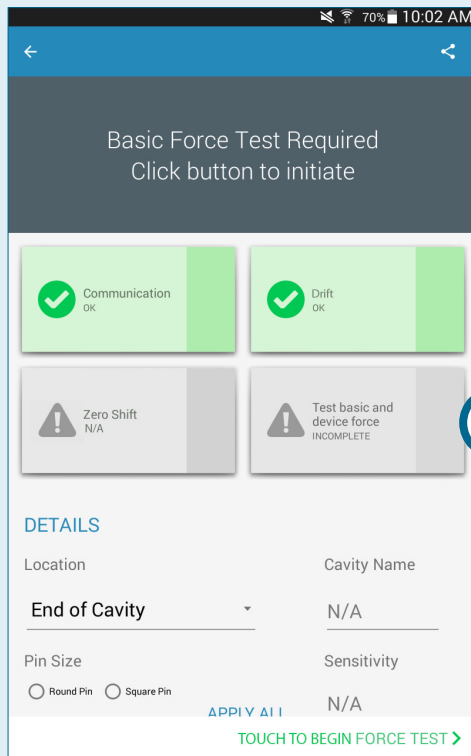 70% 10:02 AM
Basic Force Test Required
Click button to initiate
Communication
OK
Drift
OK
Zero Shift
N/A
Test basic and
device force
INCOMPLETE
DETAILS
Location
Cavity Name
End of Cavity
N/A
Pin Size
Sensitivity
Round Pin
Square Pin
N/A
APPLY ALL
TOUCH TO BEGIN FORCE TEST